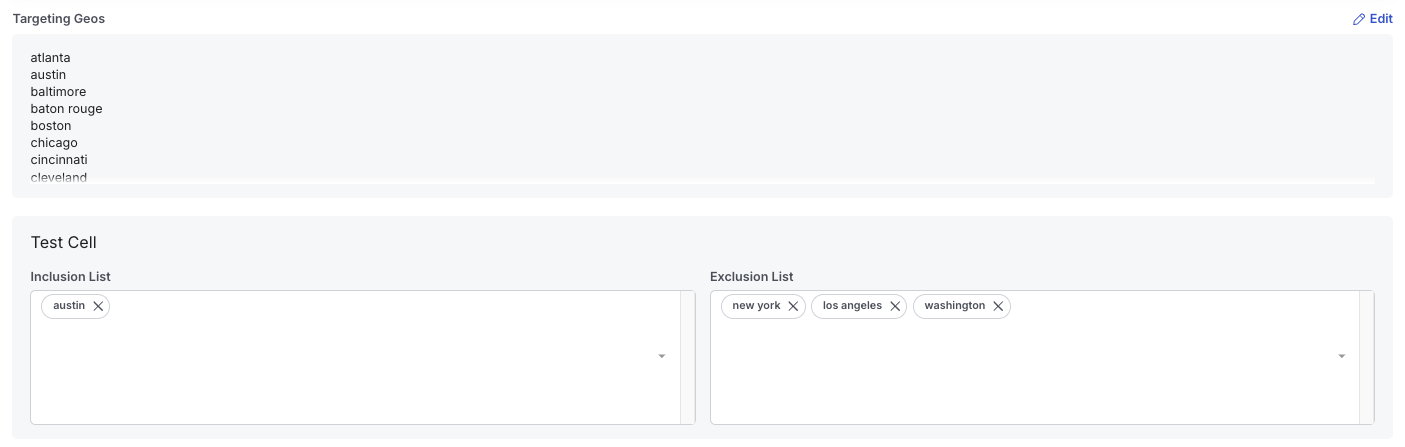 Targeting Geos
Edit
atlanta
austin
baltimore
baton rouge
boston
chicago
cincinnati
cleveland
Test Cell
Inclusion List
austin
Exclusion List
new york
los angeles
washington